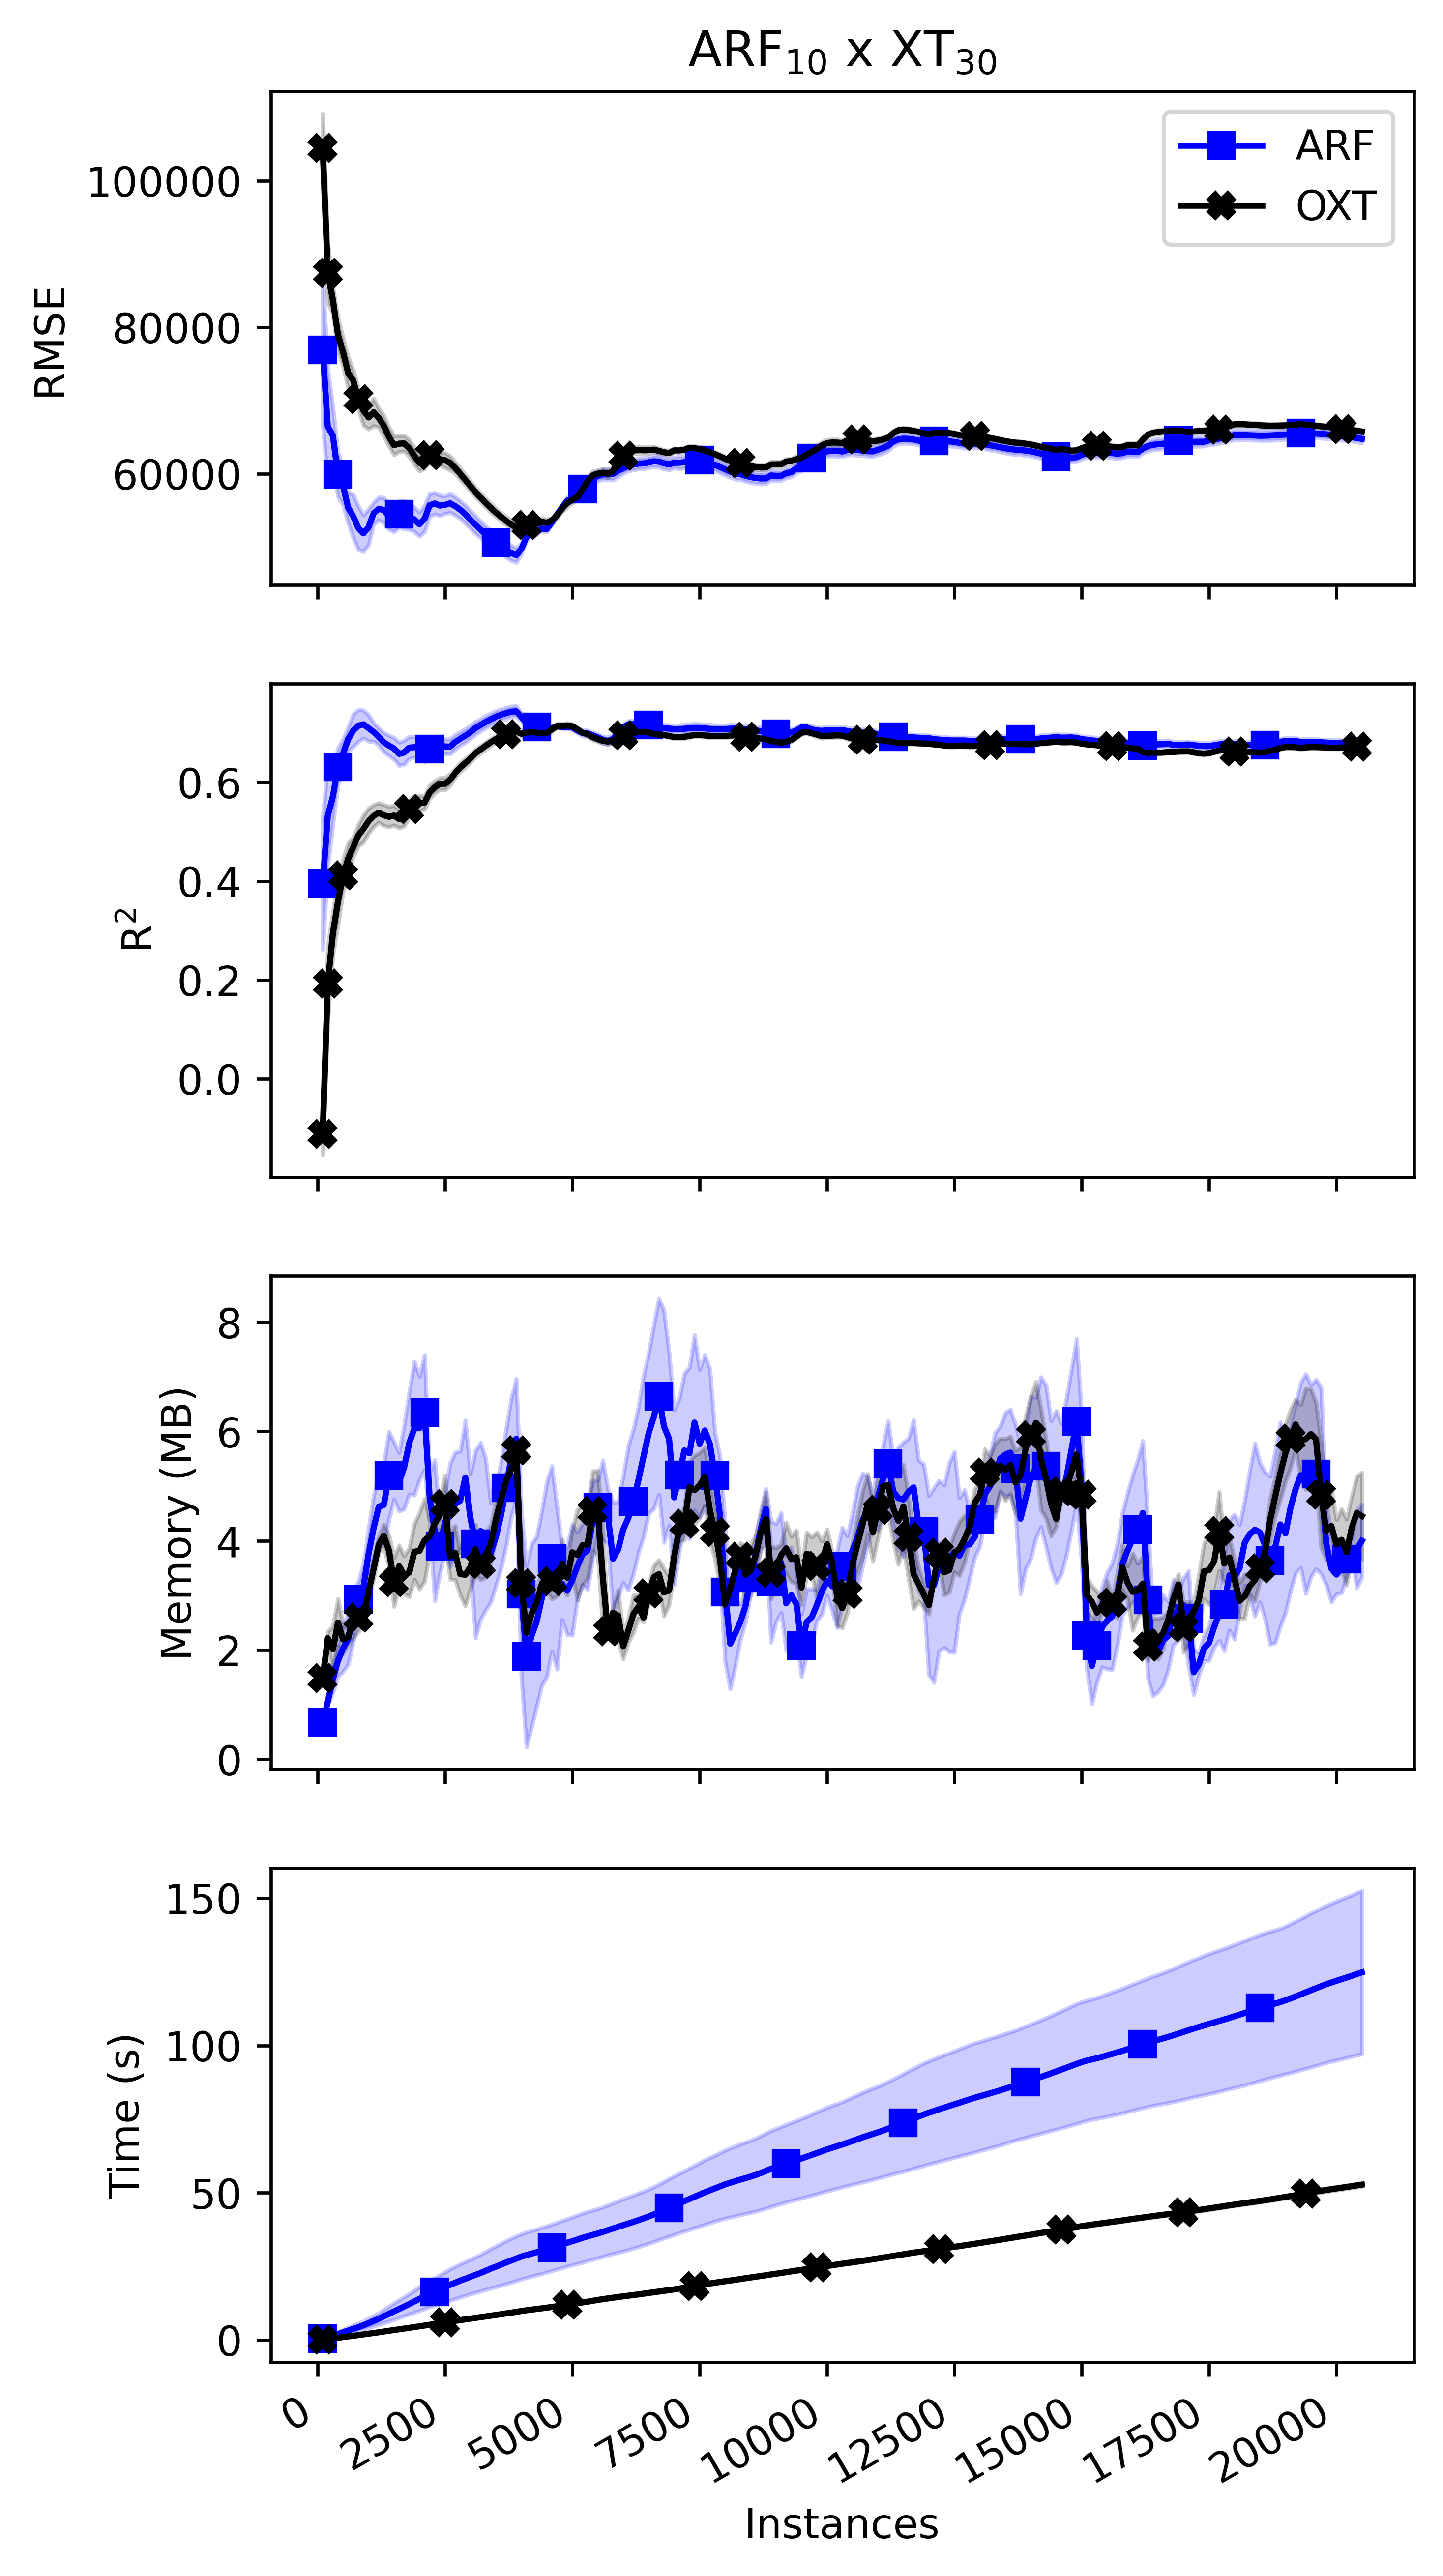 ARF₁₀ x XT₃₀
ARF
OXT
100000
80000
60000
RMSE
0.6
0.4
0.2
0.0
R²
8
6
4
2
0
Memory (MB)
150
100
50
0
Time (s)
0 2500 5000 7500 10000 12500 15000 17500 20000
Instances